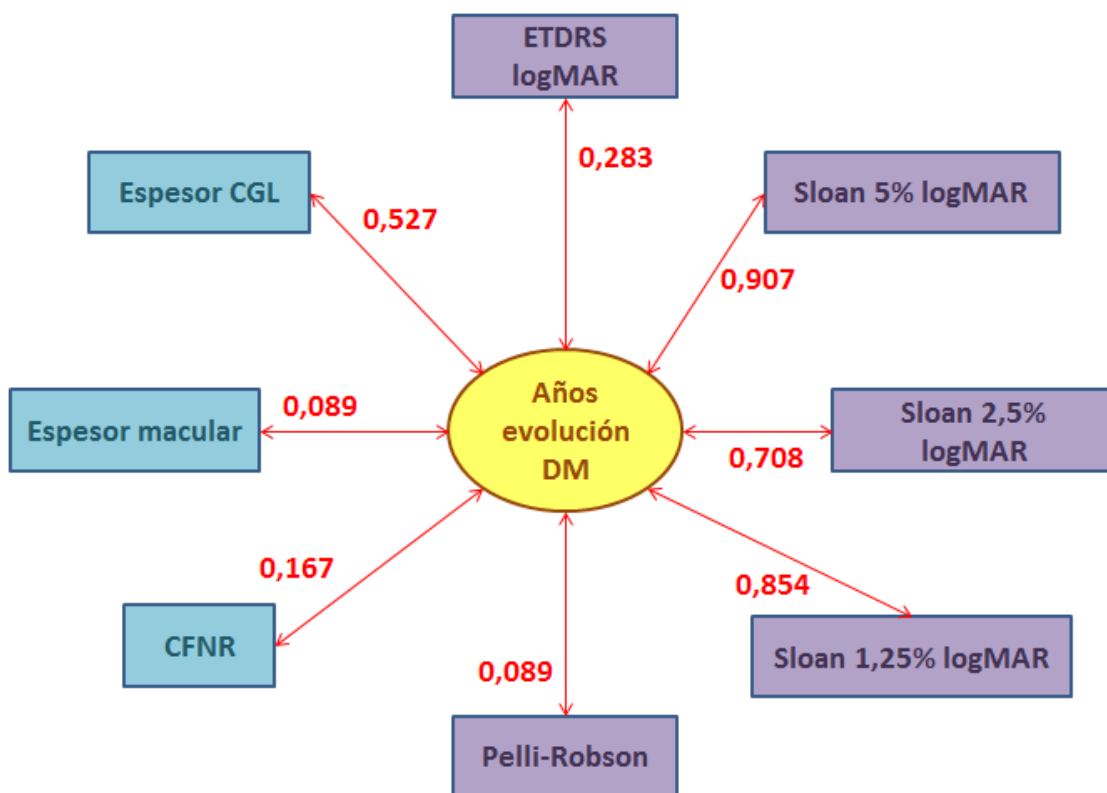 ETDRS
logMAR
0,283
Espesor CGL
0,527
Sloan 5% logMAR
0,907
Espesor macular
0,089
Años
evolución
DM
Sloan 2,5%
logMAR
0,708
CFNR
0,167
Pelli-Robson
0,089
Sloan 1,25% logMAR
0,854